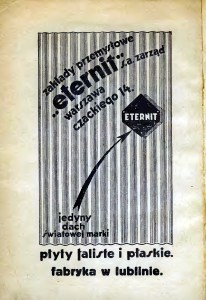 zakłady przemysłowe
„eternit” s.a. zarząd
warszawa
czackiego 14.
ETERNIT
jedyny
dach
światowej marki
płyty faliste i płaskie.
fabryka w lublinie.